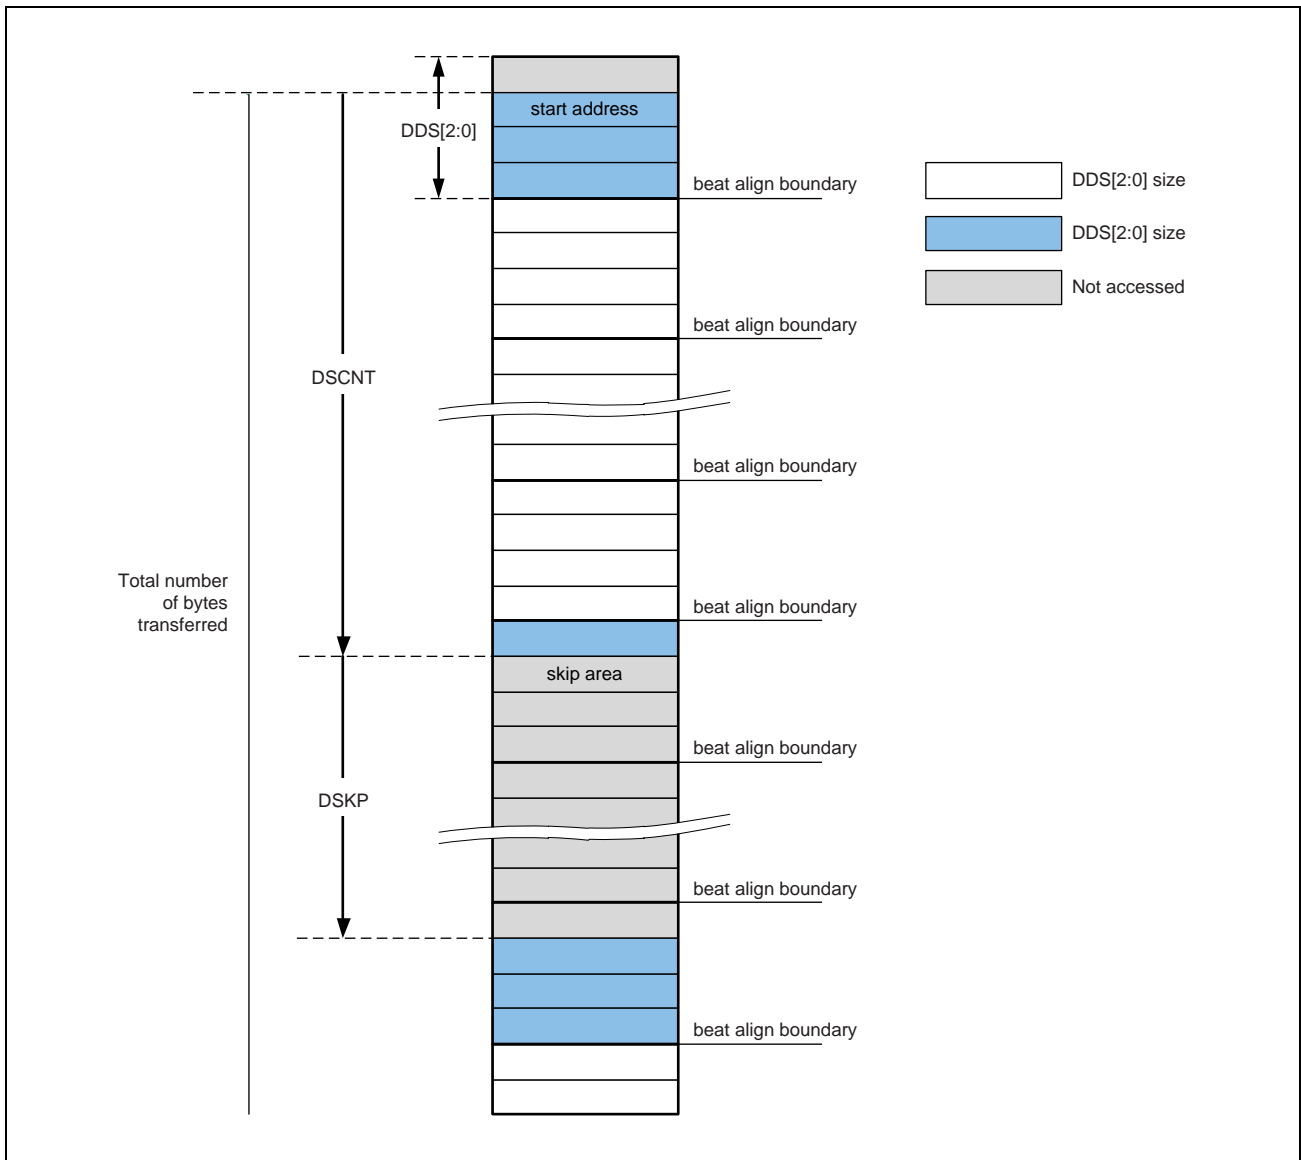 start address
DDS[2:0]
beat align boundary
DDS[2:0] size
DDS[2:0] size
Not accessed
beat align boundary
DSCNT
beat align boundary
Total number
of bytes
transferred
beat align boundary
skip area
beat align boundary
DSKP
beat align boundary
beat align boundary